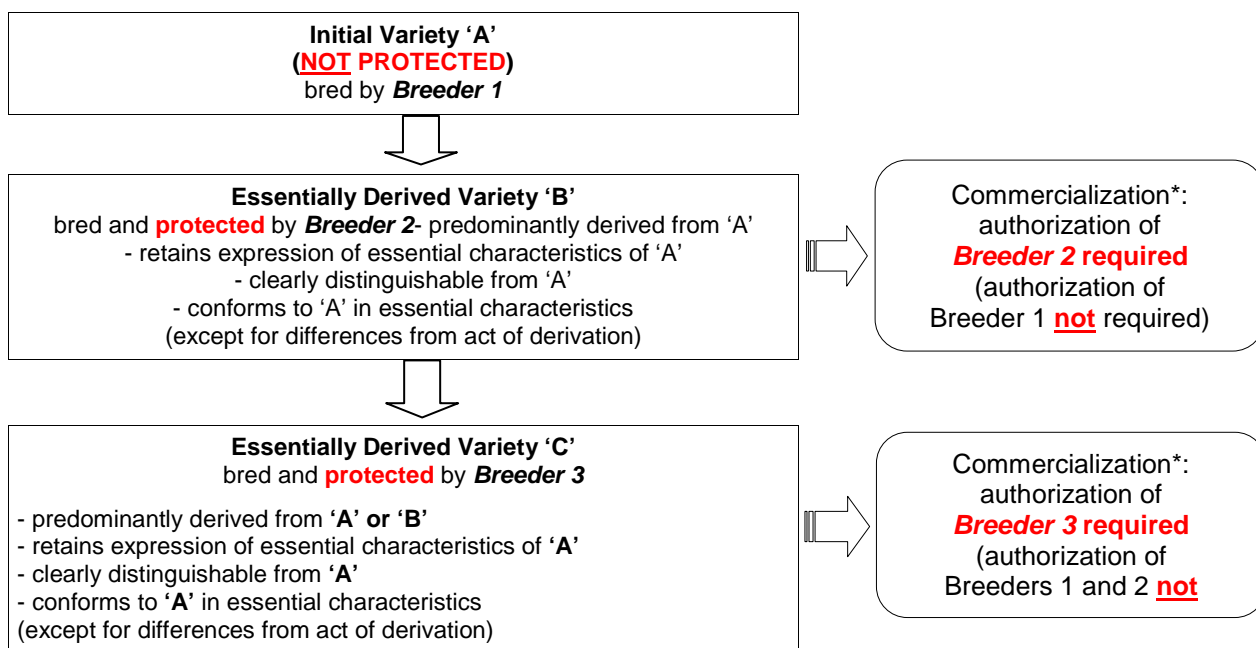 Initial Variety ‘A’
(NOT PROTECTED)
bred by Breeder 1
Essentially Derived Variety ‘B’
bred and protected by Breeder 2- predominantly derived from ‘A’
- retains expression of essential characteristics of ‘A’
- clearly distinguishable from ‘A’
- conforms to ‘A’ in essential characteristics
(except for differences from act of derivation)
Commercialization*:
authorization of
Breeder 2 required
(authorization of
Breeder 1 not required)
Essentially Derived Variety ‘C’
bred and protected by Breeder 3
- predominantly derived from ‘A’ or ‘B’
- retains expression of essential characteristics of ‘A’
- clearly distinguishable from ‘A’
- conforms to ‘A’ in essential characteristics
(except for differences from act of derivation)
Commercialization*:
authorization of
Breeder 3 required
(authorization of
Breeders 1 and 2 not